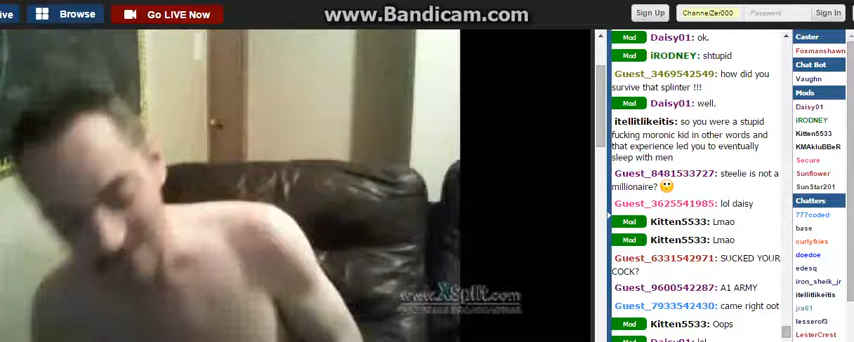 www.Bandicam.com
ive
Browse
Go LIVE Now
Sign Up
ChannelZer000
Password
Sign In
www.XSplit.com
Mod Daisy01: ok.
Mod iRODNEY: shtupid
Guest_3469542549: how did you
survive that splinter !!!
Mod Daisy01: well.
itellitlikeitis: so you were a stupid
fucking moronic kid in other words and
that experience led you to eventually
sleep with men
Guest_8481533727: steelie is not a
millionaire?
Guest_3625541985: lol daisy
Mod Kitten5533: Lmao
Mod Kitten5533: Lmao
Guest_6331542971: SUCKED YOUR
COCK?
Guest_9600542287: A1 ARMY
Guest_7933542430: came right oot
Mod Kitten5533: Oops
Mod Daisy01: lol
Caster
Foxmanshawn
Chat Bot
Vaughn
Mods
Daisy01
iRODNEY
Kitten5533
KMAkluBBeR
Secure
Sunflower
SunStar201
Chatters
777coded
base
curlyfries
doedoe
edesq
iron_sheik_jr
itellitlikeitis
jra61
lesserof3
LesterCrest